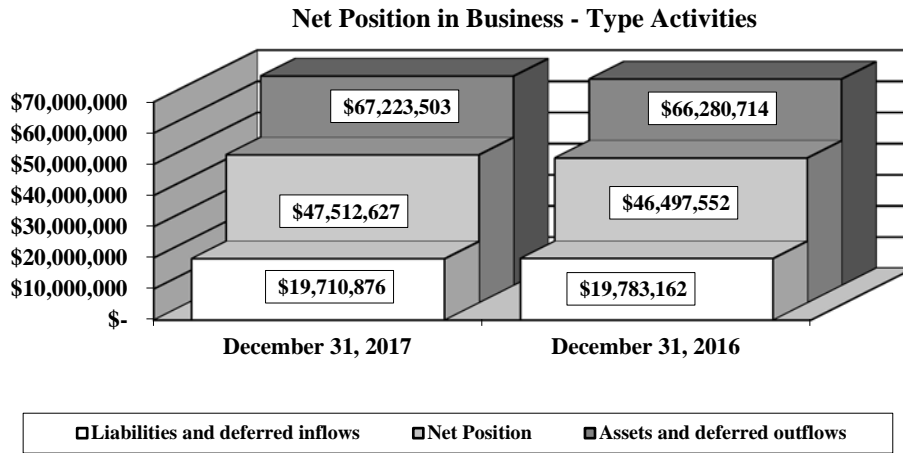 Net Position in Business - Type Activities
$70,000,000
$60,000,000
$50,000,000
$40,000,000
$30,000,000
$20,000,000
$10,000,000
$-
$67,223,503
$66,280,714
$47,512,627
$46,497,552
$19,710,876
$19,783,162
December 31, 2017
December 31, 2016
Liabilities and deferred inflows
Net Position
Assets and deferred outflows